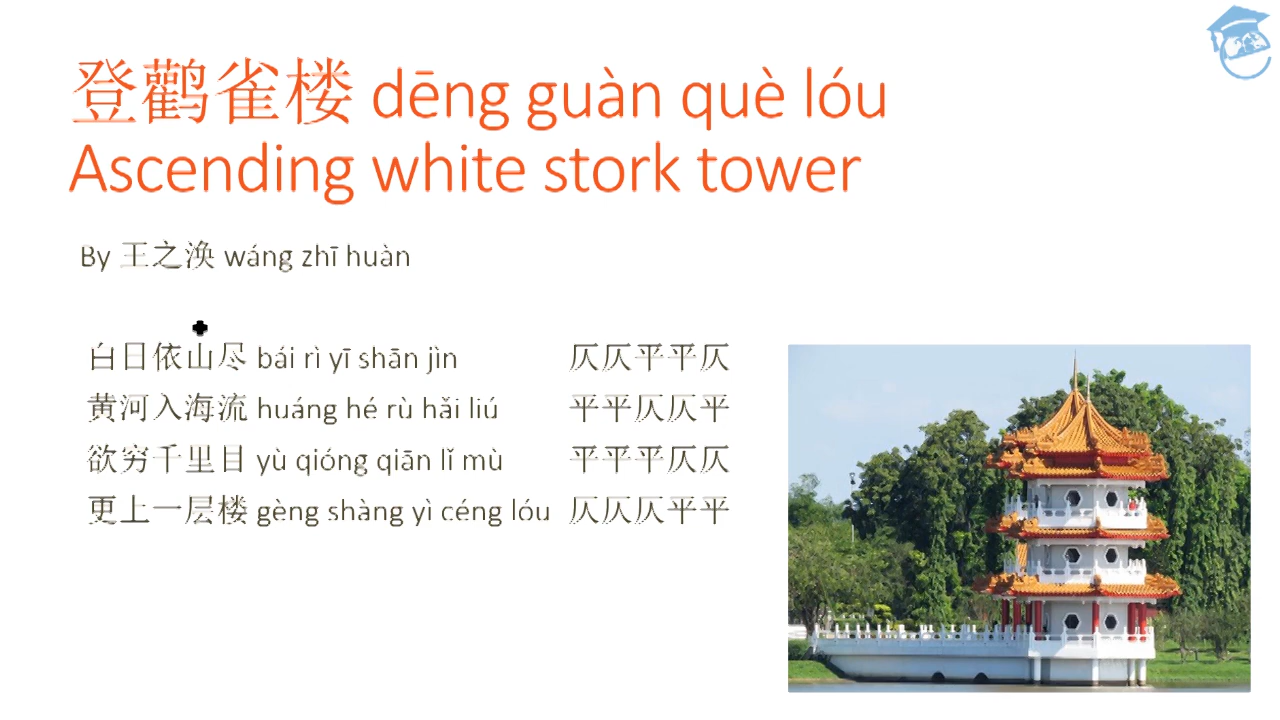 登鹳雀楼 dēng guàn què lóu
Ascending white stork tower
By 王之涣 wáng zhī huàn
白日依山尽 bái rì yī shān jìn 仄仄平平仄
黄河入海流 huáng hé rù hǎi liú 平平仄仄平
欲穷千里目 yù qióng qiān lǐ mù 平平平仄仄
更上一层楼 gèng shàng yì céng lóu 仄仄仄平平